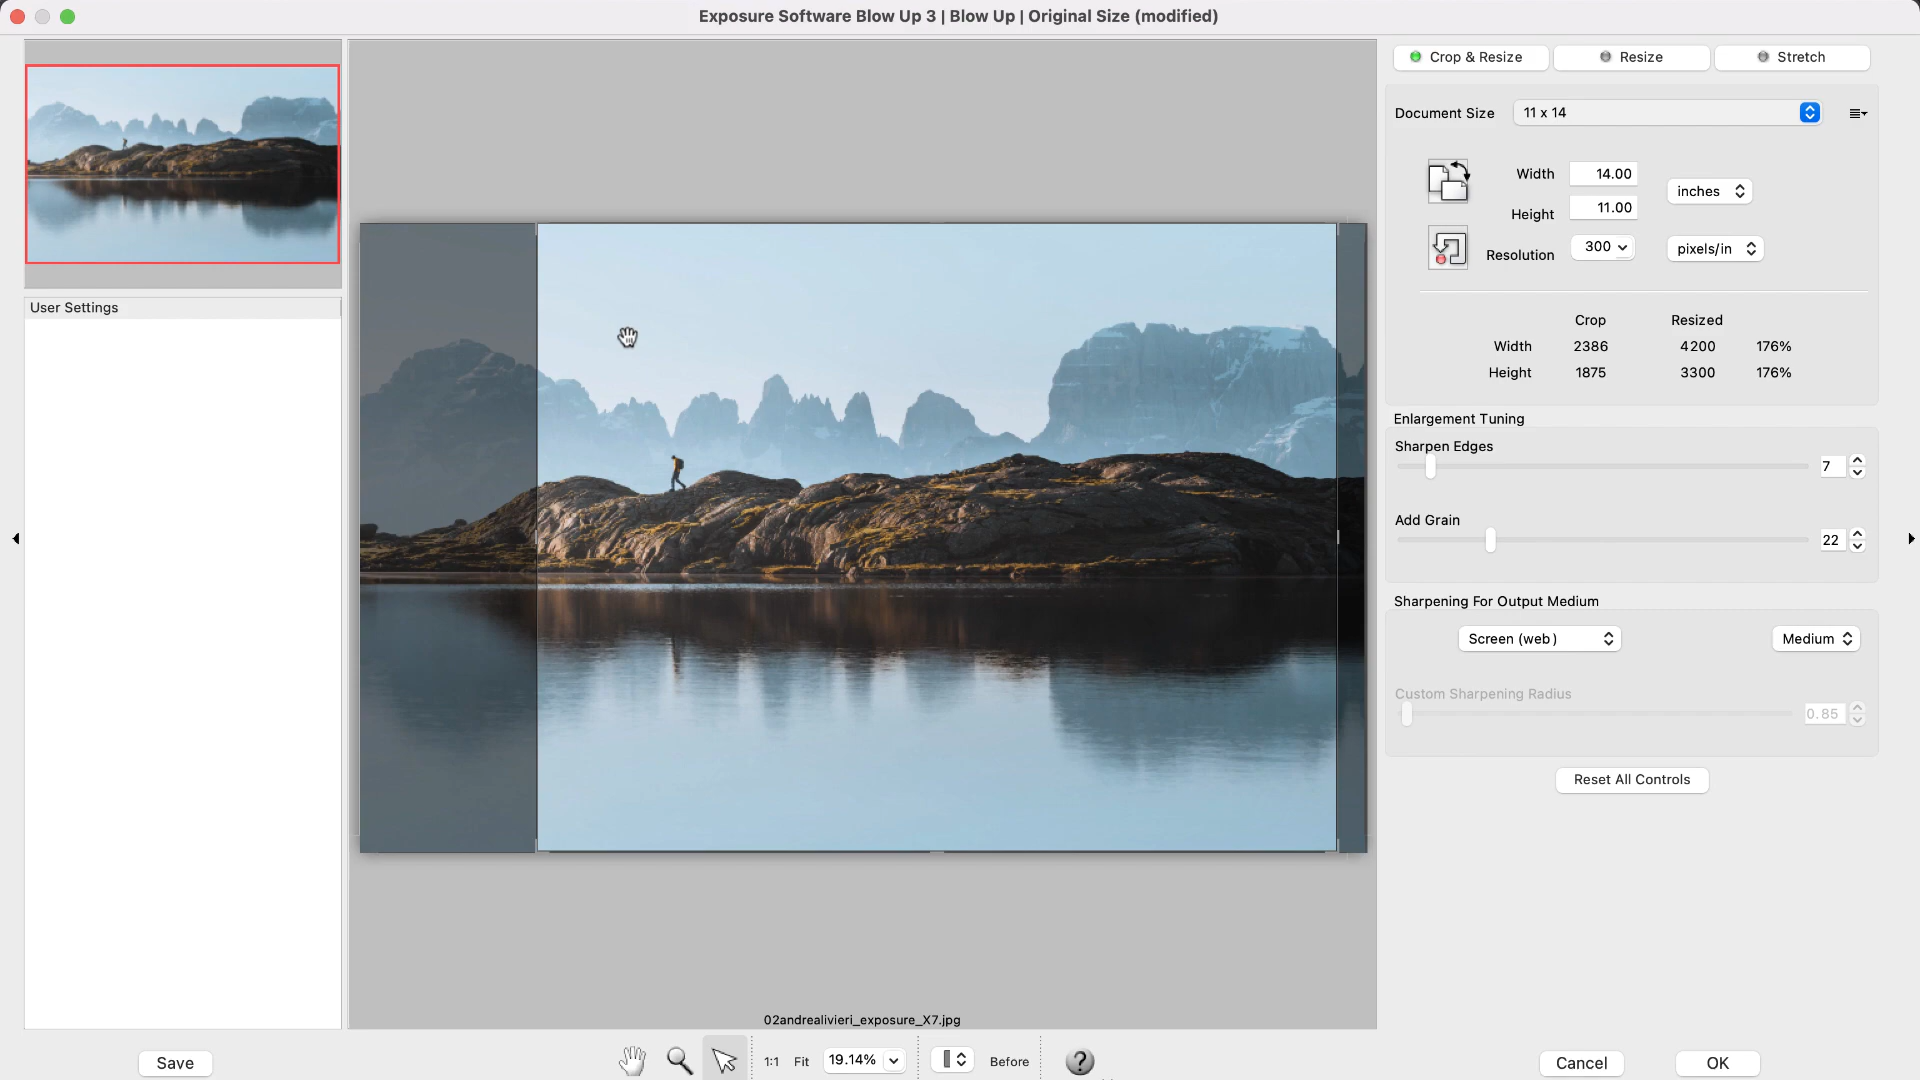 Exposure Software Blow Up 3 | Blow Up | Original Size (modified)
Crop & Resize
Resize
Stretch
Document Size
11 x 14
Width
14.00
inches
Height
11.00
Resolution
300
pixels/in
Crop
Resized
Width
2386
4200
176%
Height
1875
3300
176%
User Settings
Enlargement Tuning
Sharpen Edges
7
Add Grain
22
Sharpening For Output Medium
Screen (web)
Medium
Custom Sharpening Radius
0.85
Reset All Controls
02andrealivieri_exposure_X7.jpg
Save
1:1
Fit
19.14%
Before
?
Cancel
OK